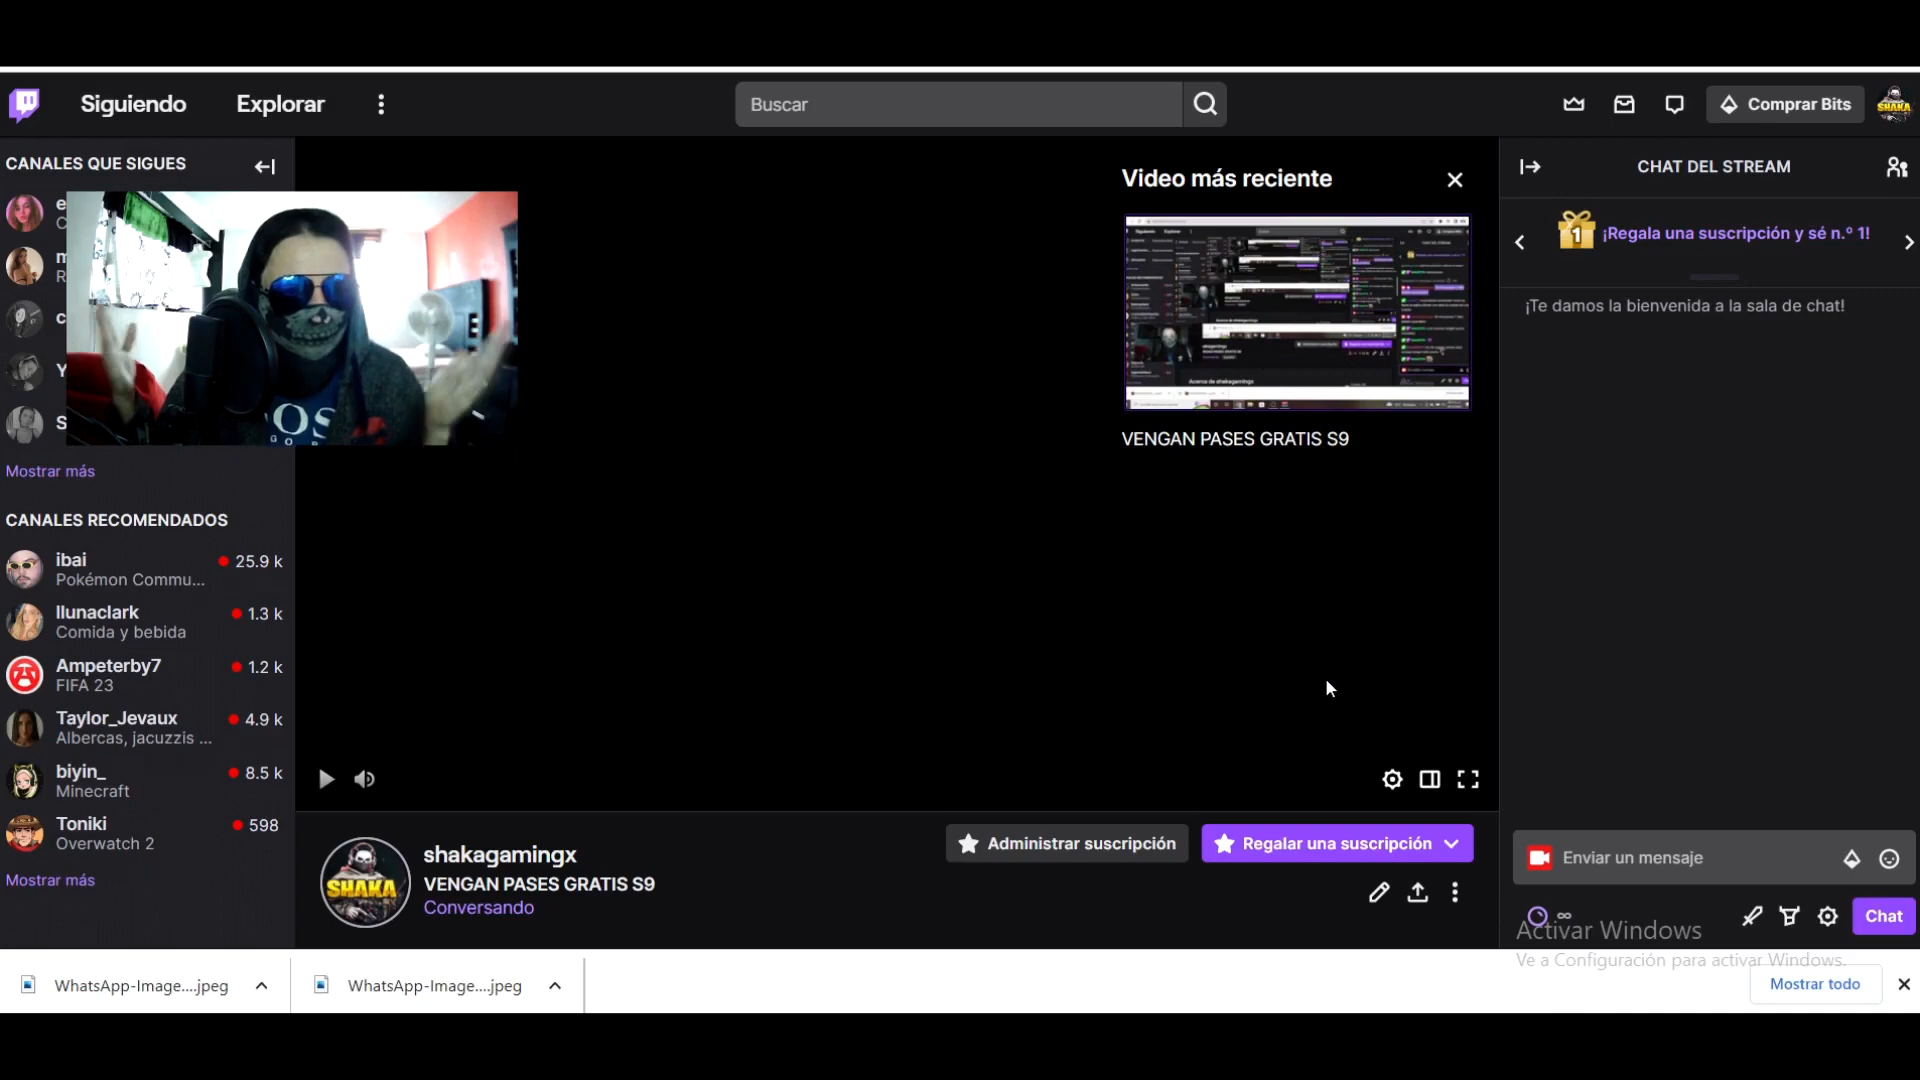 Siguiendo
Explorar
Buscar
Comprar Bits
CANALES QUE SIGUES
Mostrar más
CANALES RECOMENDADOS
ibai
25.9 k
Pokémon Commu...
llunaclark
1.3 k
Comida y bebida
Ampeterby7
1.2 k
FIFA 23
Taylor_Jevaux
4.9 k
Albercas, jacuzzis ...
biyin_
8.5 k
Minecraft
Toniki
598
Overwatch 2
Mostrar más
Video más reciente
VENGAN PASES GRATIS S9
SHAKA
shakagamingx
VENGAN PASES GRATIS S9
Conversando
Administrar suscripción
Regalar una suscripción
CHAT DEL STREAM
1
¡Regala una suscripción y sé n.º 1!
¡Te damos la bienvenida a la sala de chat!
Enviar un mensaje
Chat
Activar Windows
Ve a Configuración para activar Windows.
WhatsApp-Image....jpeg
WhatsApp-Image....jpeg
Mostrar todo